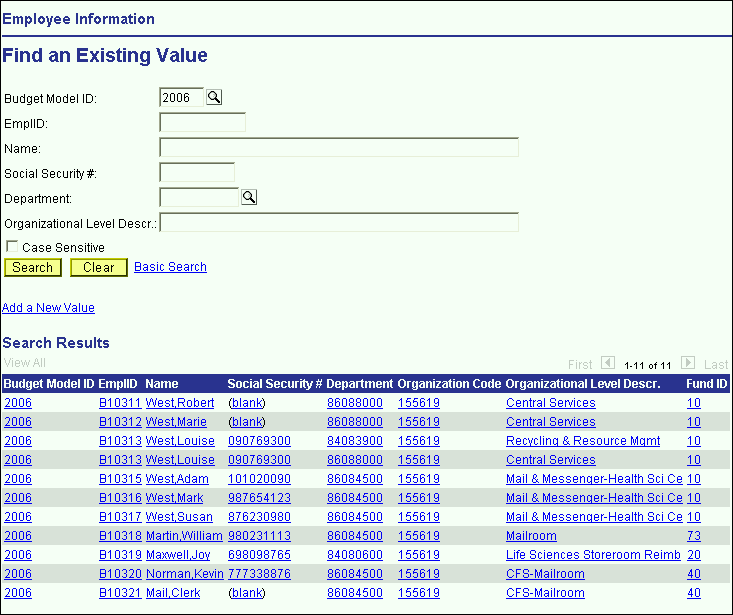 Employee Information
Find an Existing Value
Budget Model ID: 2006
EmplID:
Name:
Social Security #:
Department:
Organizational Level Descr.:
Case Sensitive
Search Clear Basic Search
Add a New Value
Search Results
View All First 1-11 of 11 Last
Budget Model ID EmplID Name Social Security # Department Organization Code Organizational Level Descr. Fund ID
2006 B10311 West,Robert (blank) 86088000 155619 Central Services 10
2006 B10312 West,Marie (blank) 86088000 155619 Central Services 10
2006 B10313 West,Louise 090769300 84083900 155619 Recycling & Resource Mgmt 10
2006 B10313 West,Louise 090769300 86088000 155619 Central Services 10
2006 B10315 West,Adam 101020090 86084500 155619 Mail & Messenger-Health Sci Ce 10
2006 B10316 West,Mark 987654123 86084500 155619 Mail & Messenger-Health Sci Ce 10
2006 B10317 West,Susan 876230980 86084500 155619 Mail & Messenger-Health Sci Ce 10
2006 B10318 Martin,William 980231113 86084500 155619 Mailroom 73
2006 B10319 Maxwell,Joy 698098765 84080600 155619 Life Sciences Storeroom Reimb 20
2006 B10320 Norman,Kevin 777338876 86084500 155619 CFS-Mailroom 40
2006 B10321 Mail,Clerk (blank) 86084500 155619 CFS-Mailroom 40